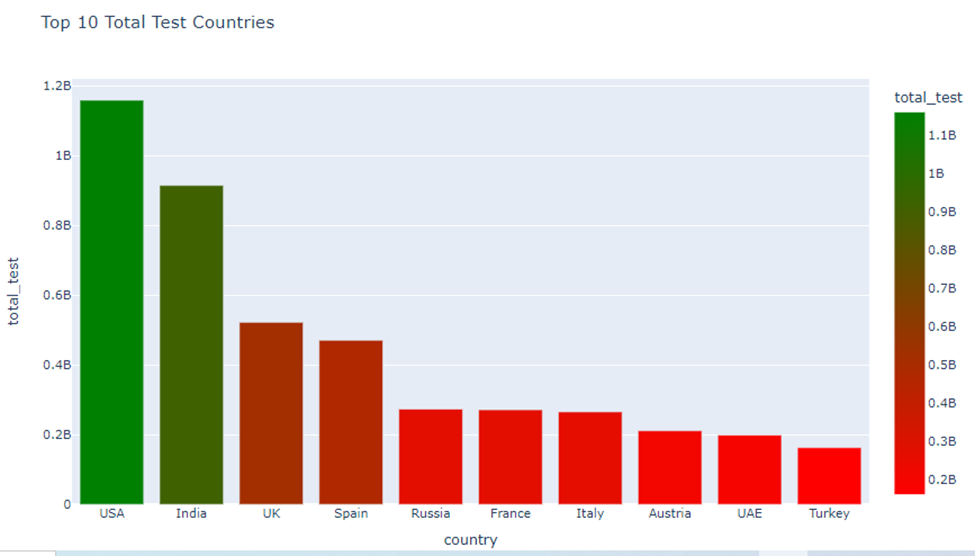 Top 10 Total Test Countries
total_test
1.2B
1B
0.8B
0.6B
0.4B
0.2B
0
USA India UK Spain Russia France Italy Austria UAE Turkey
country
total_test
1.1B
1B
0.9B
0.8B
0.7B
0.6B
0.5B
0.4B
0.3B
0.2B